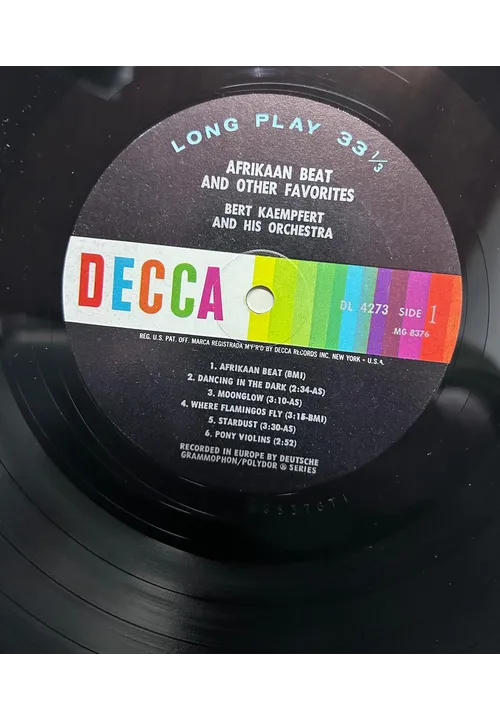 LONG PLAY 33 1/3
AFRIKAAN BEAT
AND OTHER FAVORITES
BERT KAEMPFERT
AND HIS ORCHESTRA
DECCA
DL 4273 SIDE 1
MG 8376
REG. U.S. PAT. OFF. MARCA REGISTRADA MF'R'D BY DECCA RECORDS INC. NEW YORK • U.S.A.
1. AFRIKAAN BEAT (BMI)
2. DANCING IN THE DARK (2:34-AS)
3. MOONGLOW (3:10-AS)
4. WHERE FLAMINGOS FLY (3:15-BMI)
5. STARDUST (3:30-AS)
6. PONY VIOLINS (2:52)
RECORDED IN EUROPE BY DEUTSCHE
GRAMMOPHON/POLYDOR ® SERIES